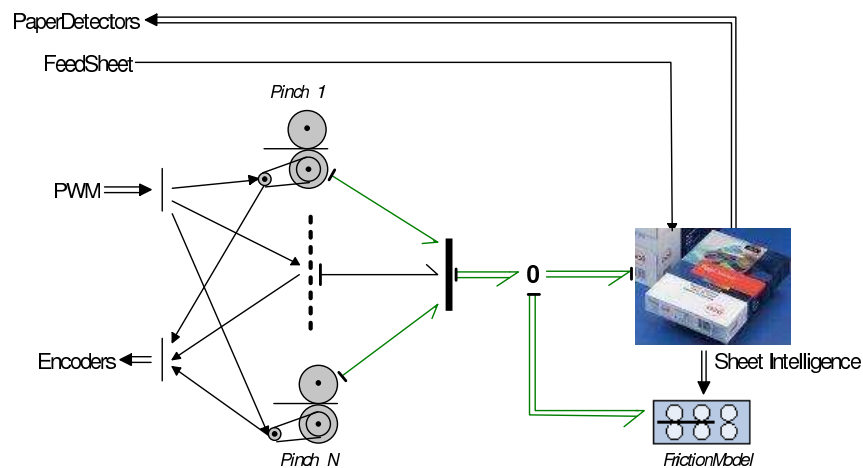 PaperDetectors
FeedSheet
Pinch 1
PWM
0
Encoders
Sheet Intelligence
Pinch N
FrictionModel